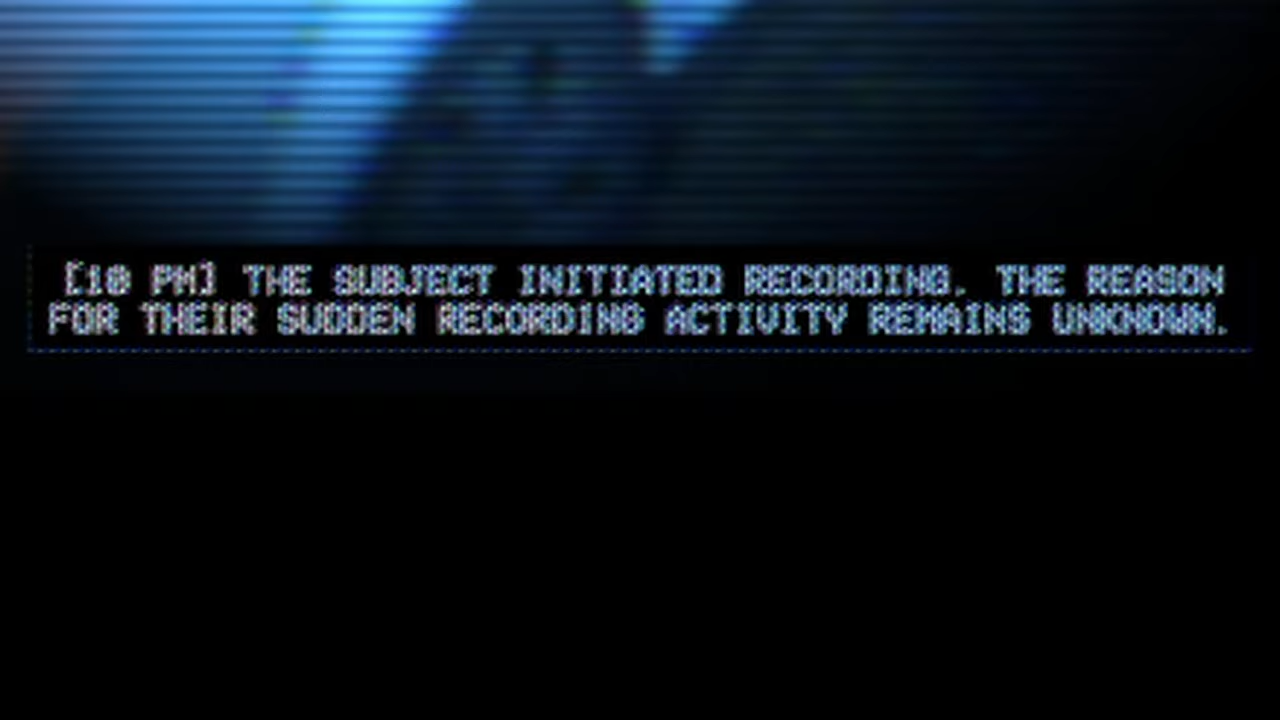 [10 PM] THE SUBJECT INITIATED RECORDING. THE REASON
FOR THEIR SUDDEN RECORDING ACTIVITY REMAINS UNKNOWN.